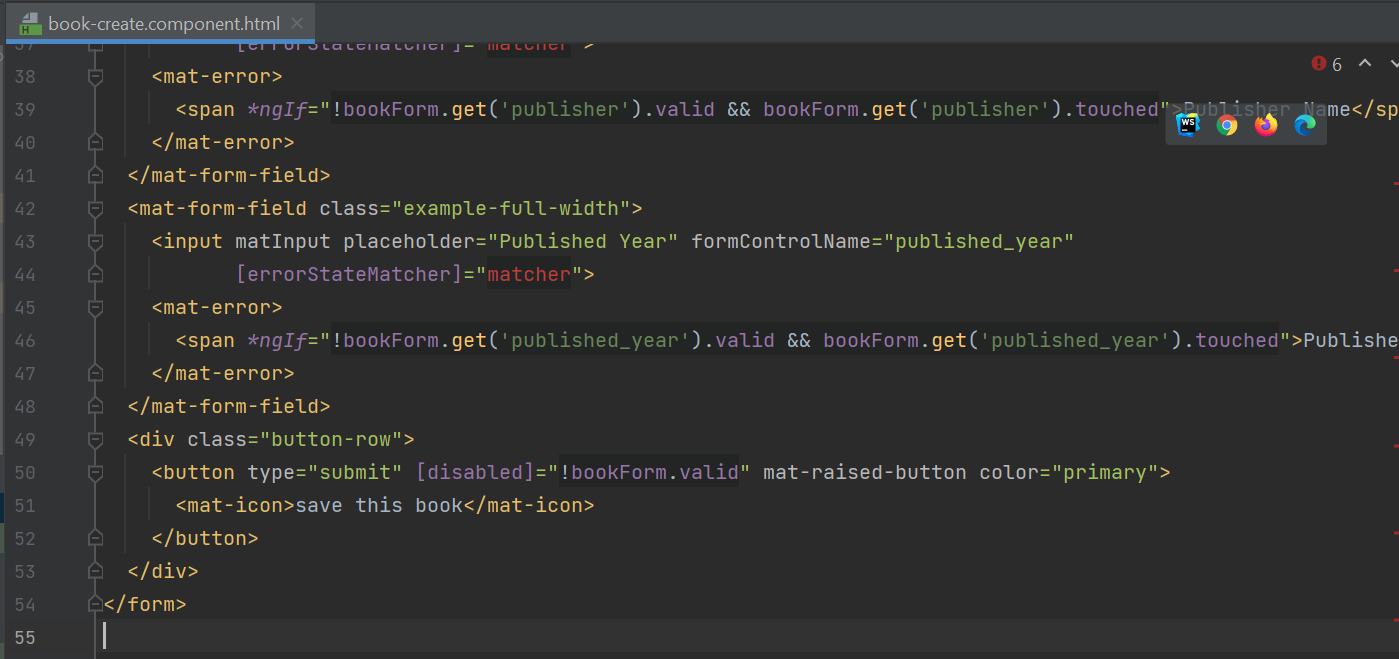 book-create.component.html
37 [errorStateMatcher]="matcher">
6
38 <mat-error>
39 <span *ngIf="!bookForm.get('publisher').valid && bookForm.get('publisher').touched">Publisher Name</sp
40 </mat-error>
41 </mat-form-field>
42 <mat-form-field class="example-full-width">
43 <input matInput placeholder="Published Year" formControlName="published_year"
44 [errorStateMatcher]="matcher">
45 <mat-error>
46 <span *ngIf="!bookForm.get('published_year').valid && bookForm.get('published_year').touched">Publishe
47 </mat-error>
48 </mat-form-field>
49 <div class="button-row">
50 <button type="submit" [disabled]="!bookForm.valid" mat-raised-button color="primary">
51 <mat-icon>save this book</mat-icon>
52 </button>
53 </div>
54 </form>
55